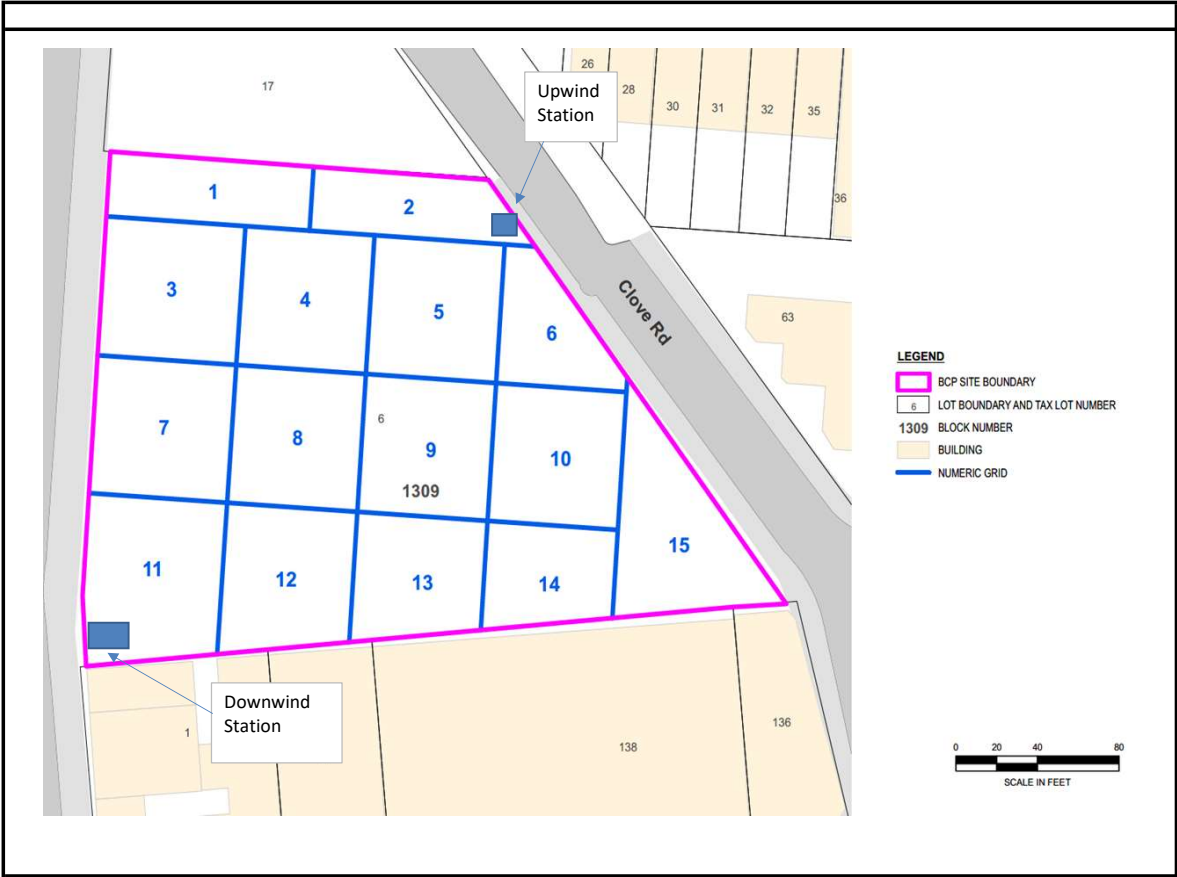 17
26
28
30
31
32
35
36
Upwind
Station
1
2
3
4
5
6
Clove Rd
63
7
8
6
9
10
1309
11
12
13
14
15
Downwind
Station
1
138
136
LEGEND
BCP SITE BOUNDARY
6 LOT BOUNDARY AND TAX LOT NUMBER
1309 BLOCK NUMBER
BUILDING
NUMERIC GRID
0 20 40 80
SCALE IN FEET